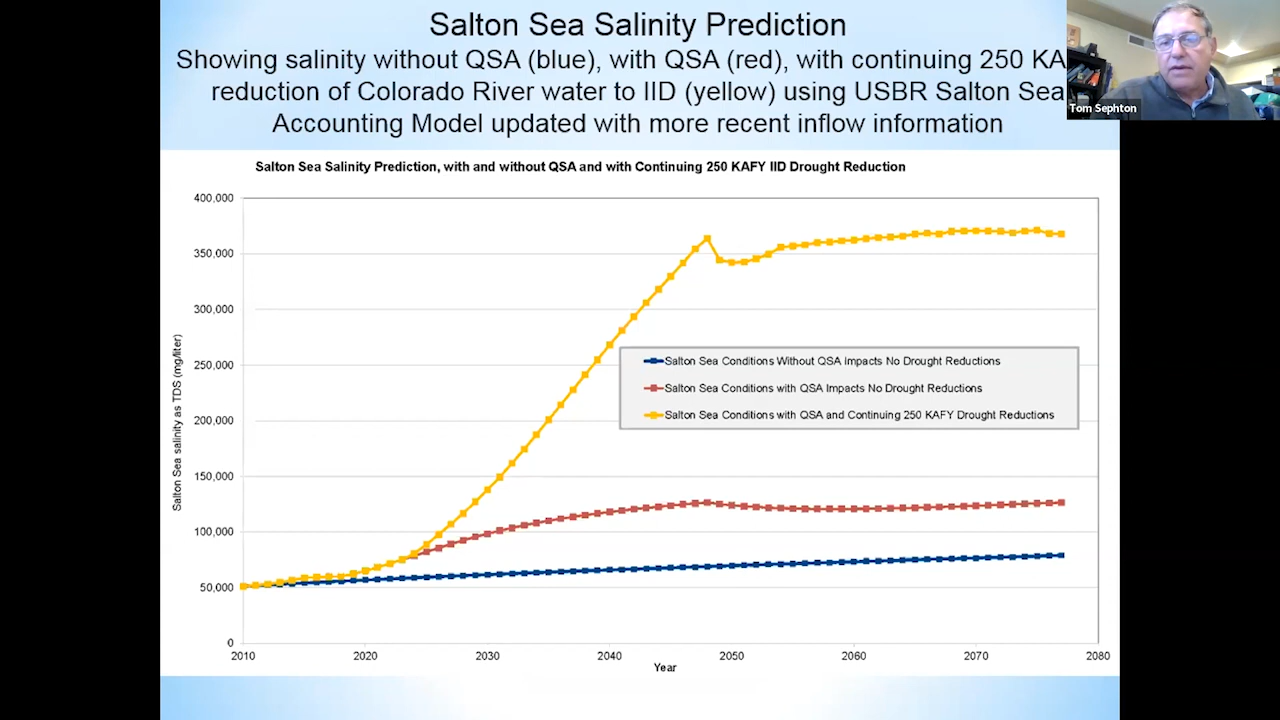 Salton Sea Salinity Prediction
Showing salinity without QSA (blue), with QSA (red), with continuing 250 KA
reduction of Colorado River water to IID (yellow) using USBR Salton Sea
Accounting Model updated with more recent inflow information
Tom Sephton
Salton Sea Salinity Prediction, with and without QSA and with Continuing 250 KAFY IID Drought Reduction
Salton Sea salinity as TDS (mg/liter)
400,000
350,000
300,000
250,000
200,000
150,000
100,000
50,000
0
Salton Sea Conditions Without QSA Impacts No Drought Reductions
Salton Sea Conditions with QSA Impacts No Drought Reductions
Salton Sea Conditions with QSA and Continuing 250 KAFY Drought Reductions
2010 2020 2030 2040 2050 2060 2070 2080
Year